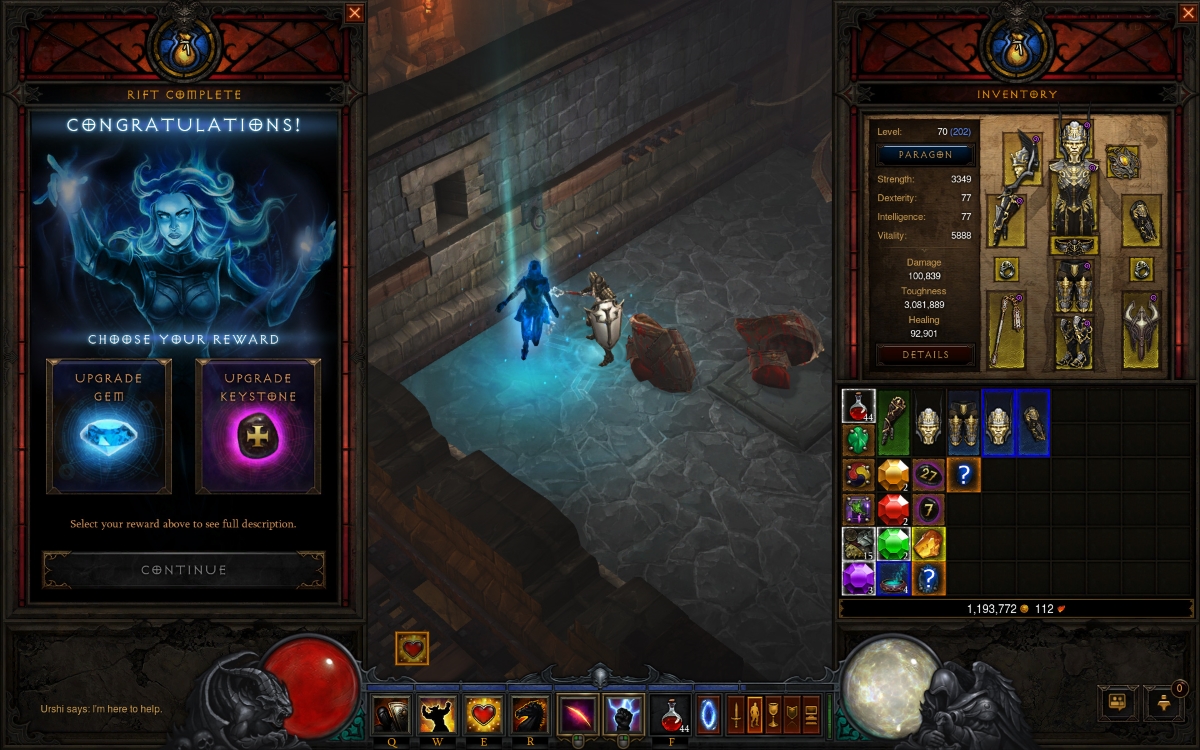 RIFT COMPLETE
CONGRATULATIONS!
CHOOSE YOUR REWARD
UPGRADE
GEM
UPGRADE
KEYSTONE
Select your reward above to see full description.
CONTINUE
Urshi says: I'm here to help.
Q
W
E
R
44
F
INVENTORY
Level: 70 (202)
PARAGON
Strength: 3349
Dexterity: 77
Intelligence: 77
Vitality: 5888
Damage
100,839
Toughness
3,081,889
Healing
92,901
DETAILS
44
2
27
?
2
7
15
2
3
4
?
1,193,772
112
0